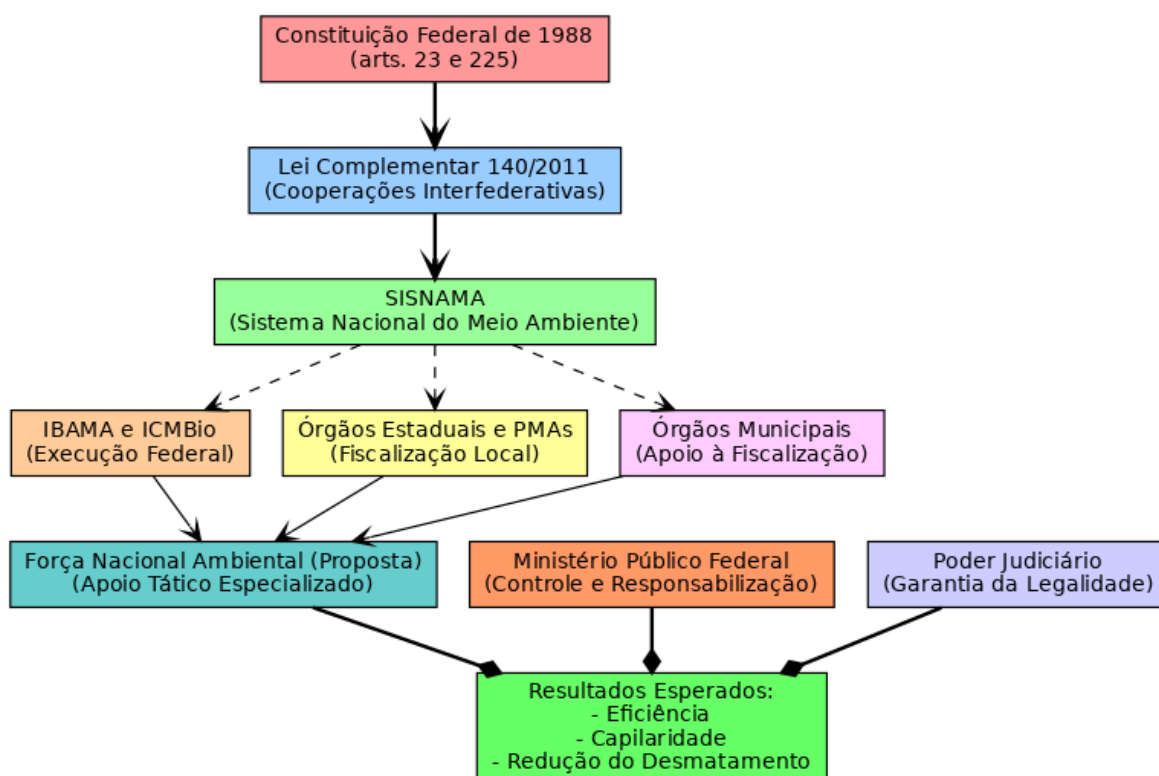 Constituição Federal de 1988
(arts. 23 e 225)
Lei Complementar 140/2011
(Cooperações Interfederativas)
SISNAMA
(Sistema Nacional do Meio Ambiente)
IBAMA e ICMBio
(Execução Federal)
Órgãos Estaduais e PMAs
(Fiscalização Local)
Órgãos Municipais
(Apoio à Fiscalização)
Força Nacional Ambiental (Proposta)
(Apoio Tático Especializado)
Ministério Público Federal
(Controle e Responsabilização)
Poder Judiciário
(Garantia da Legalidade)
Resultados Esperados:
- Eficiência
- Capilaridade
- Redução do Desmatamento